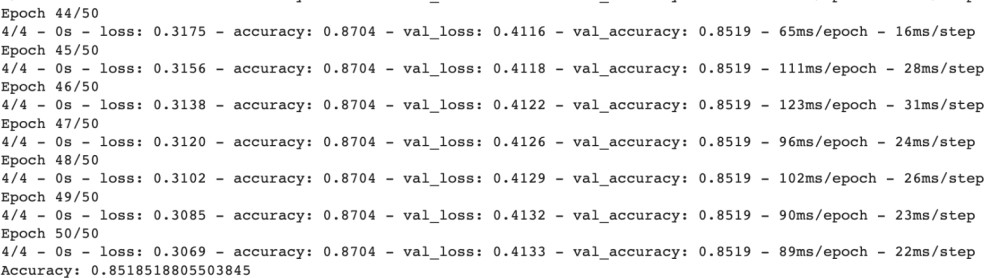 Epoch 44/50
4/4 - 0s - loss: 0.3175 - accuracy: 0.8704 - val_loss: 0.4116 - val_accuracy: 0.8519 - 65ms/epoch - 16ms/step
Epoch 45/50
4/4 - 0s - loss: 0.3156 - accuracy: 0.8704 - val_loss: 0.4118 - val_accuracy: 0.8519 - 111ms/epoch - 28ms/step
Epoch 46/50
4/4 - 0s - loss: 0.3138 - accuracy: 0.8704 - val_loss: 0.4122 - val_accuracy: 0.8519 - 123ms/epoch - 31ms/step
Epoch 47/50
4/4 - 0s - loss: 0.3120 - accuracy: 0.8704 - val_loss: 0.4126 - val_accuracy: 0.8519 - 96ms/epoch - 24ms/step
Epoch 48/50
4/4 - 0s - loss: 0.3102 - accuracy: 0.8704 - val_loss: 0.4129 - val_accuracy: 0.8519 - 102ms/epoch - 26ms/step
Epoch 49/50
4/4 - 0s - loss: 0.3085 - accuracy: 0.8704 - val_loss: 0.4132 - val_accuracy: 0.8519 - 90ms/epoch - 23ms/step
Epoch 50/50
4/4 - 0s - loss: 0.3069 - accuracy: 0.8704 - val_loss: 0.4133 - val_accuracy: 0.8519 - 89ms/epoch - 22ms/step
Accuracy: 0.8518518805503845